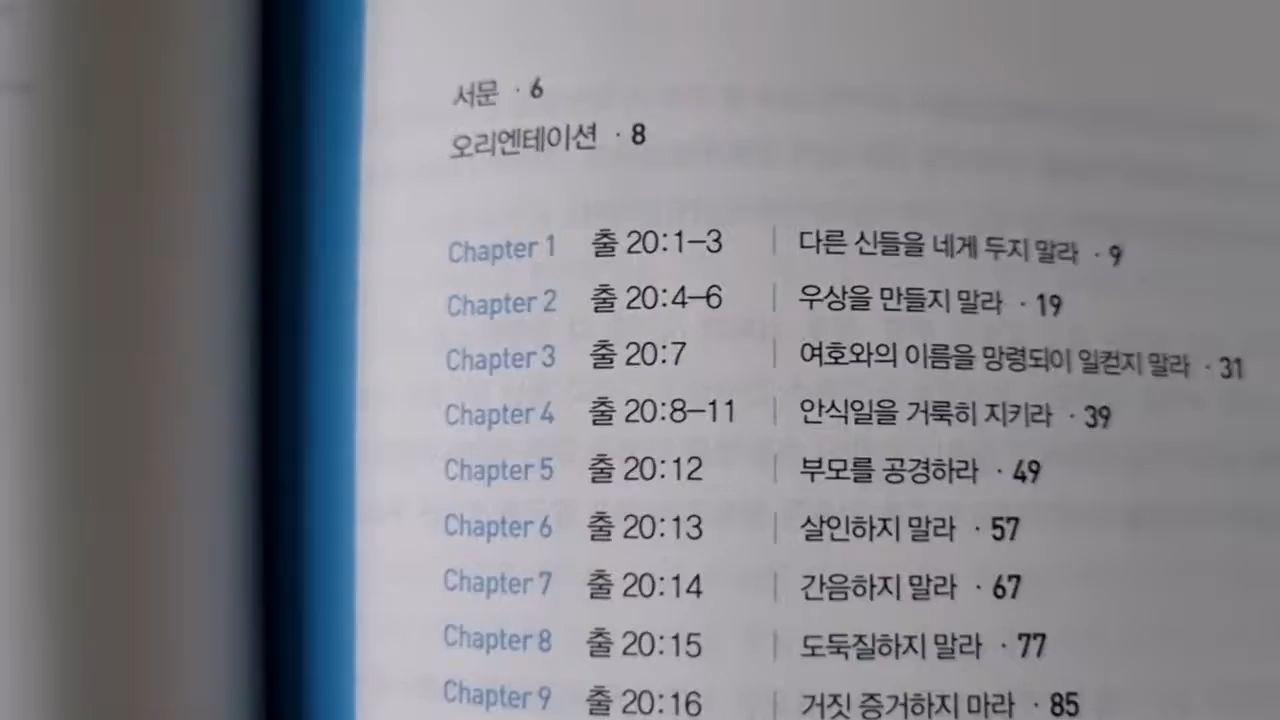 서문 · 6
오리엔테이션 · 8
Chapter 1 출 20:1-3 | 다른 신들을 네게 두지 말라 · 9
Chapter 2 출 20:4-6 | 우상을 만들지 말라 · 19
Chapter 3 출 20:7 | 여호와의 이름을 망령되이 일컫지 말라 · 31
Chapter 4 출 20:8-11 | 안식일을 거룩히 지키라 · 39
Chapter 5 출 20:12 | 부모를 공경하라 · 49
Chapter 6 출 20:13 | 살인하지 말라 · 57
Chapter 7 출 20:14 | 간음하지 말라 · 67
Chapter 8 출 20:15 | 도둑질하지 말라 · 77
Chapter 9 출 20:16 | 거짓 증거하지 마라 · 85